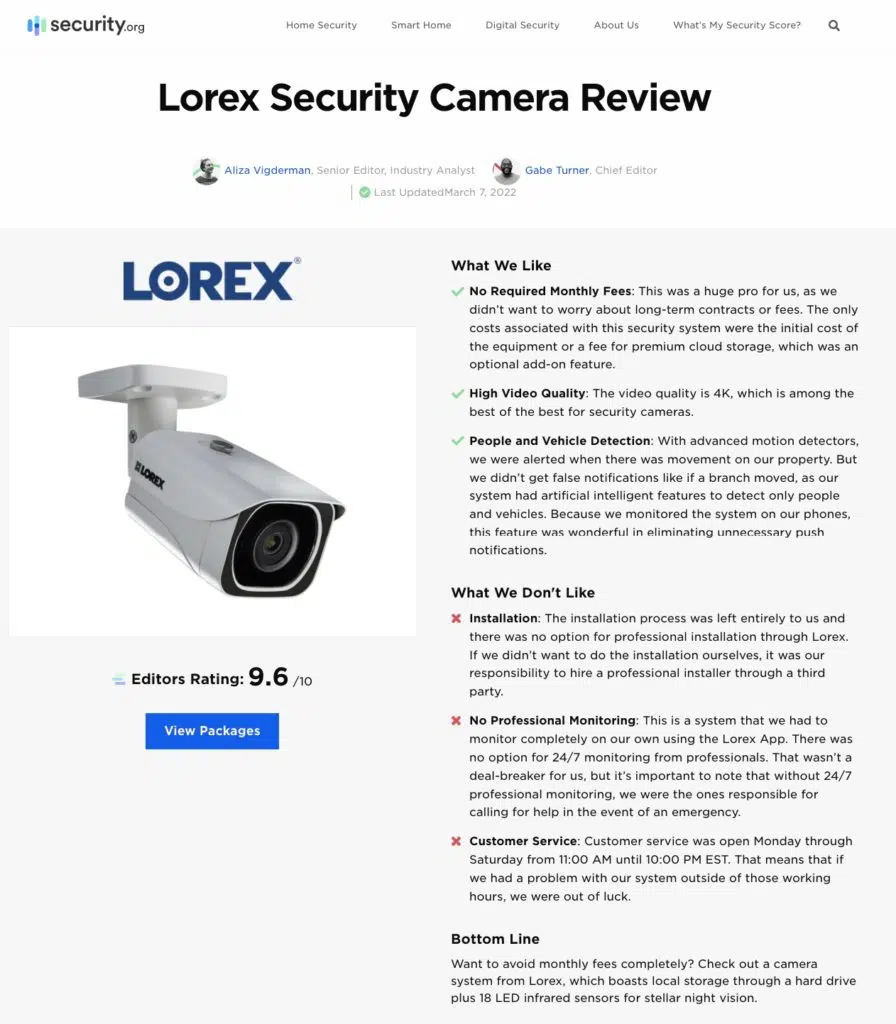 security.org
Home Security
Smart Home
Digital Security
About Us
What's My Security Score?
Lorex Security Camera Review
Aliza Vigderman, Senior Editor, Industry Analyst
Gabe Turner, Chief Editor
Last UpdatedMarch 7, 2022
LOREX®
LOREX
Editors Rating: 9.6 /10
View Packages
What We Like
No Required Monthly Fees: This was a huge pro for us, as we
didn't want to worry about long-term contracts or fees. The only
costs associated with this security system were the initial cost of
the equipment or a fee for premium cloud storage, which was an
optional add-on feature.
High Video Quality: The video quality is 4K, which is among the
best of the best for security cameras.
People and Vehicle Detection: With advanced motion detectors,
we were alerted when there was movement on our property. But
we didn't get false notifications like if a branch moved, as our
system had artificial intelligent features to detect only people
and vehicles. Because we monitored the system on our phones,
this feature was wonderful in eliminating unnecessary push
notifications.
What We Don't Like
Installation: The installation process was left entirely to us and
there was no option for professional installation through Lorex.
If we didn't want to do the installation ourselves, it was our
responsibility to hire a professional installer through a third
party.
No Professional Monitoring: This is a system that we had to
monitor completely on our own using the Lorex App. There was
no option for 24/7 monitoring from professionals. That wasn't a
deal-breaker for us, but it's important to note that without 24/7
professional monitoring, we were the ones responsible for
calling for help in the event of an emergency.
Customer Service: Customer service was open Monday through
Saturday from 11:00 AM until 10:00 PM EST. That means that if
we had a problem with our system outside of those working
hours, we were out of luck.
Bottom Line
Want to avoid monthly fees completely? Check out a camera
system from Lorex, which boasts local storage through a hard drive
plus 18 LED infrared sensors for stellar night vision.